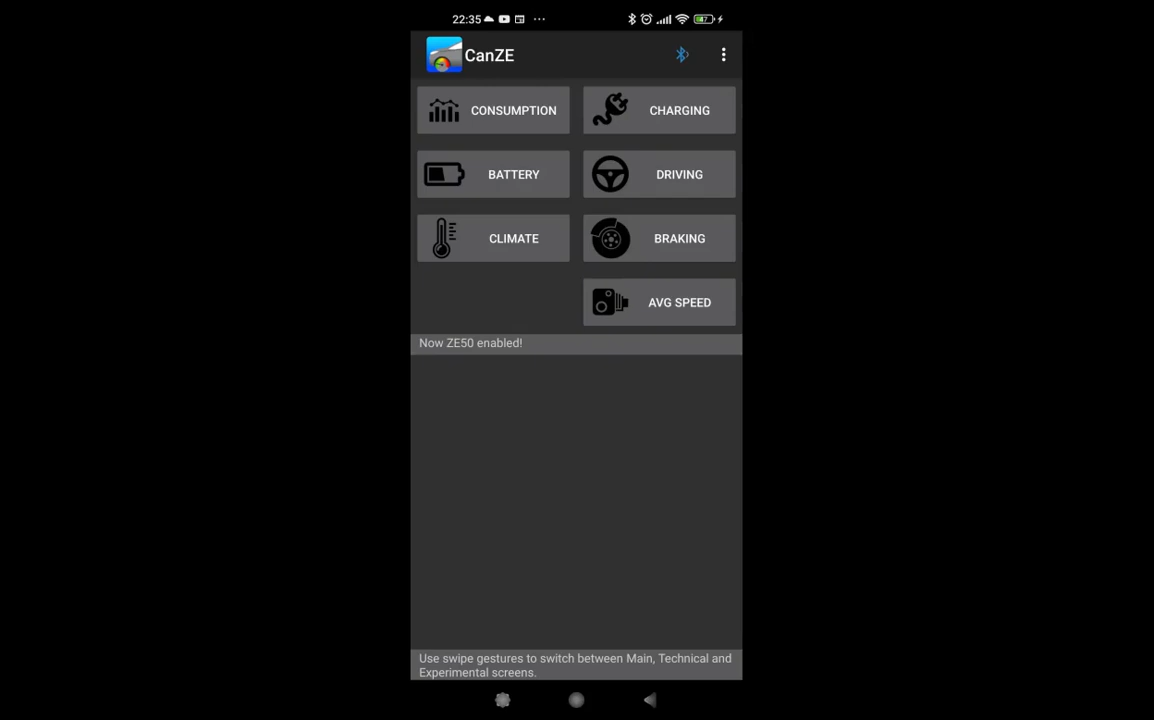 22:35
CanZE
CONSUMPTION
CHARGING
BATTERY
DRIVING
CLIMATE
BRAKING
AVG SPEED
Now ZE50 enabled!
Use swipe gestures to switch between Main, Technical and
Experimental screens.